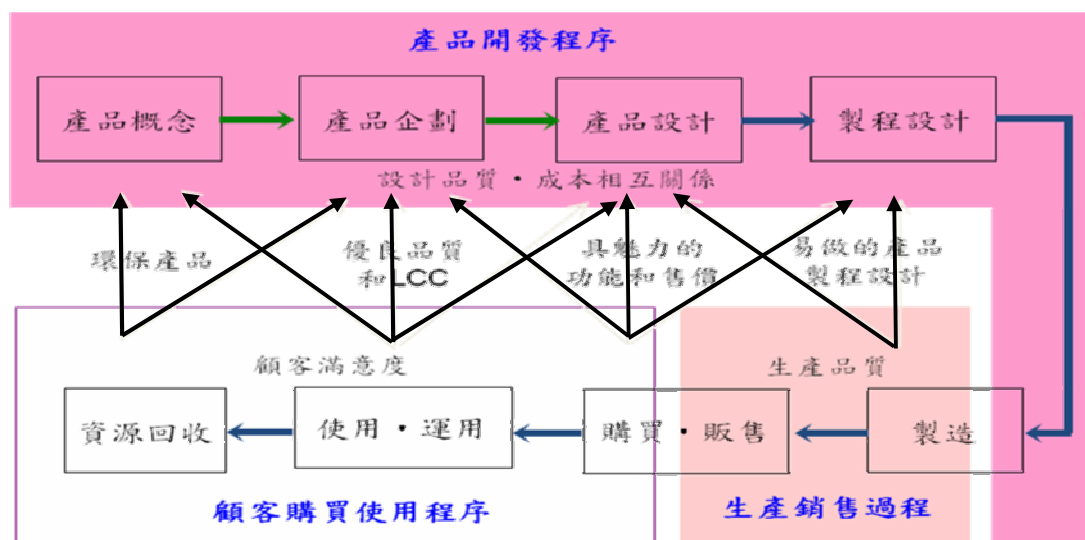 產品開發程序
產品概念
產品企劃
產品設計
製程設計
設計品質・成本相互關係
環保產品
優良品質
和LCC
具魅力的
功能和售價
易做的產品
製程設計
顧客滿意度
生產品質
資源回收
使用・運用
購買・販售
製造
顧客購買使用程序
生產銷售過程